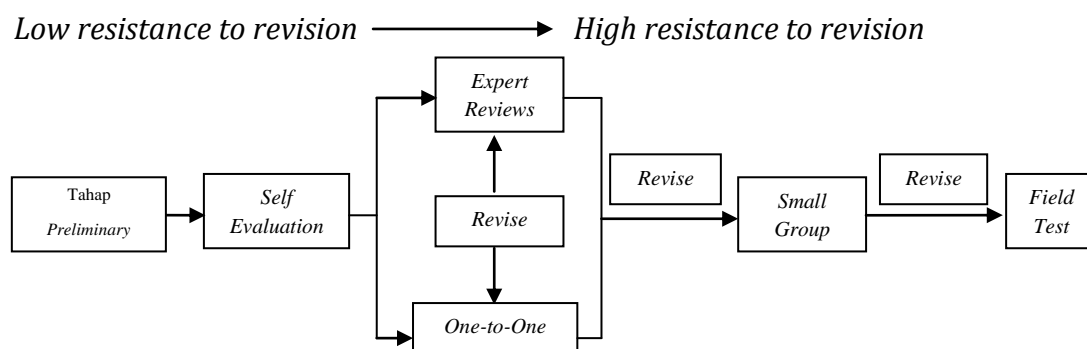 Low resistance to revision High resistance to revision
Expert
Reviews
Tahap
Preliminary
Self
Evaluation
Revise
One-to-One
Revise
Small
Group
Revise
Field
Test